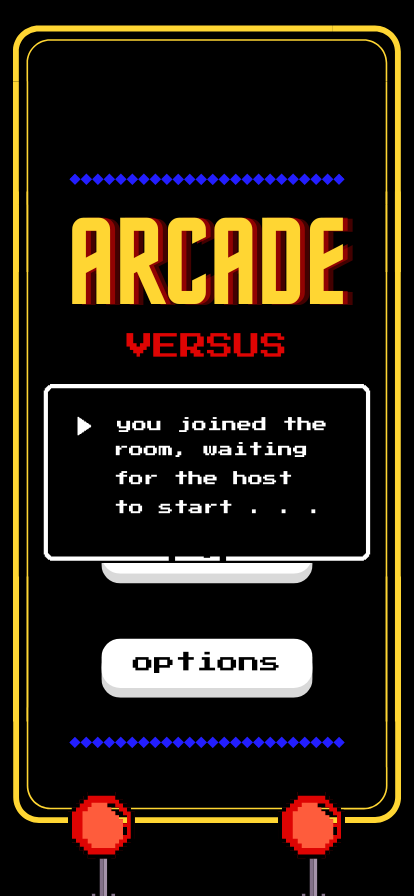 ARCADE
VERSUS
you joined the
room, waiting
for the host
to start . . .
options